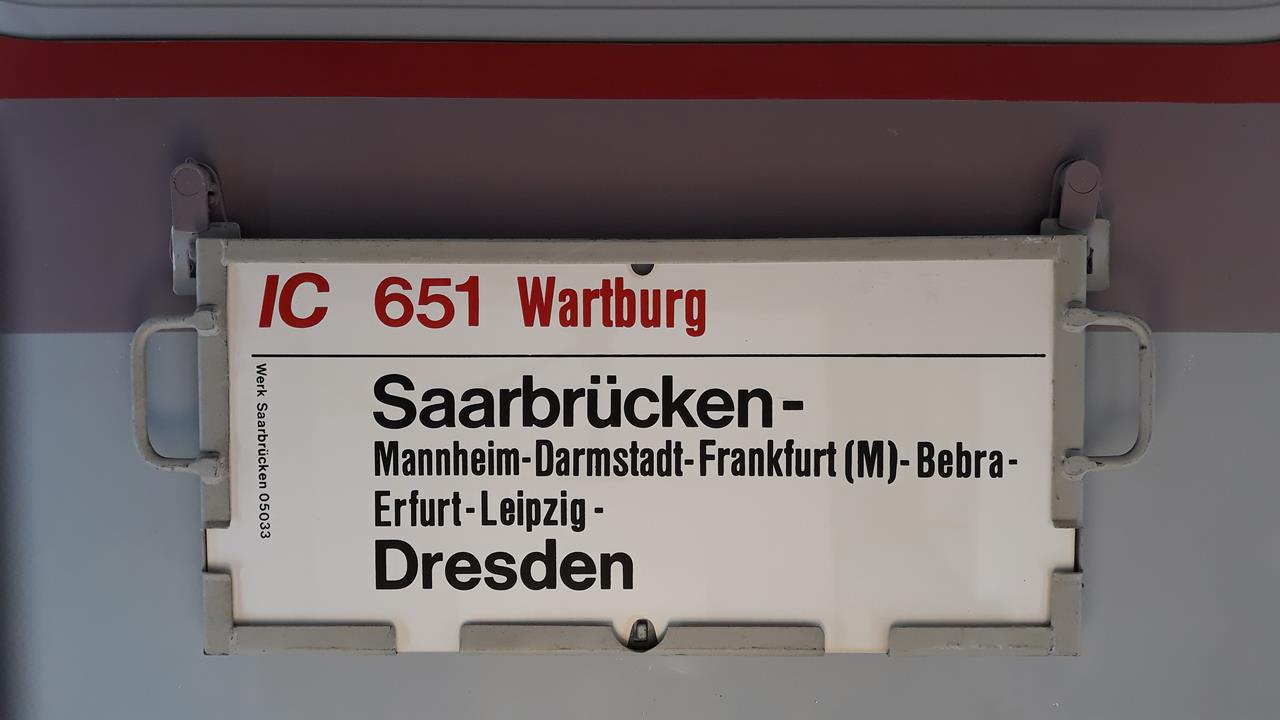 IC 651 Wartburg
Saarbrücken-
Mannheim-Darmstadt-Frankfurt (M)-Bebra-
Erfurt-Leipzig-
Dresden
Werk Saarbrücken 05033